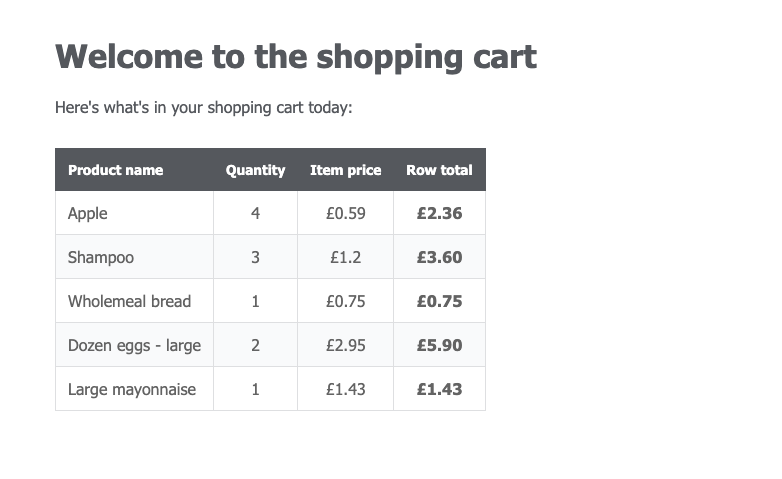 Welcome to the shopping cart
Here's what's in your shopping cart today:
Product name Quantity Item price Row total
Apple 4 £0.59 £2.36
Shampoo 3 £1.2 £3.60
Wholemeal bread 1 £0.75 £0.75
Dozen eggs - large 2 £2.95 £5.90
Large mayonnaise 1 £1.43 £1.43